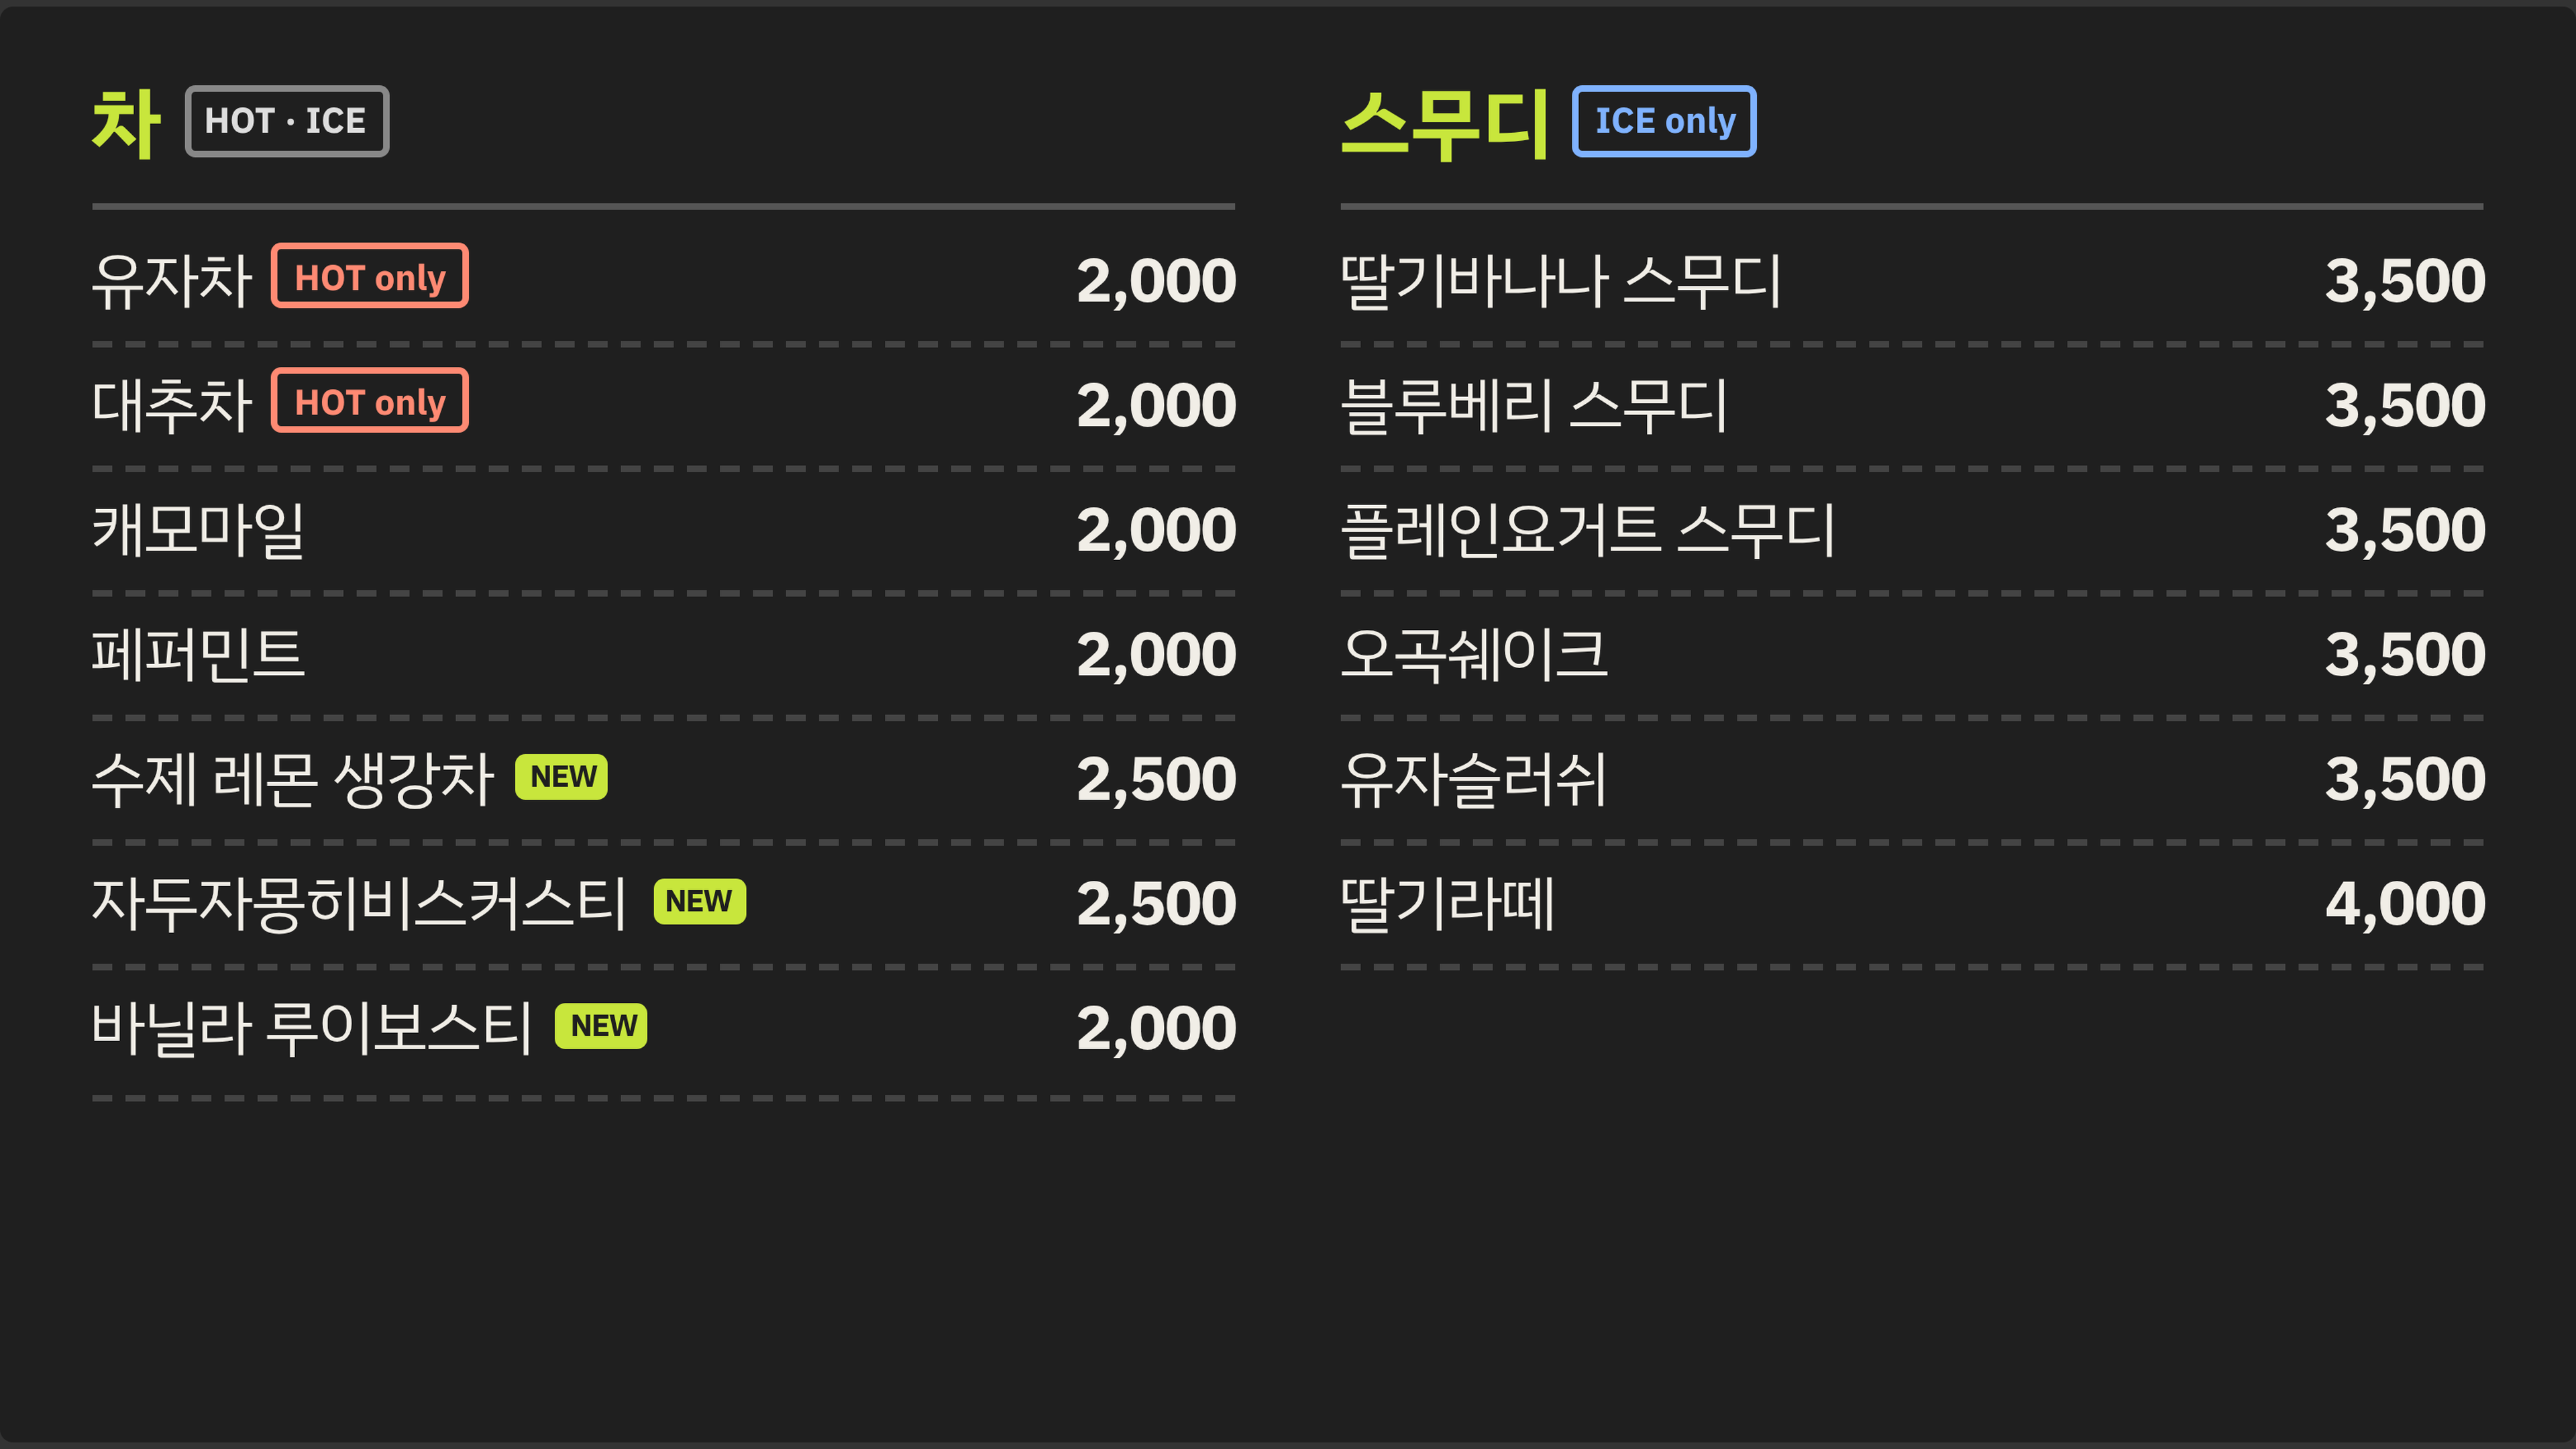 차 HOT · ICE
유자차 HOT only 2,000
대추차 HOT only 2,000
캐모마일 2,000
페퍼민트 2,000
수제 레몬 생강차 NEW 2,500
자두자몽히비스커스티 NEW 2,500
바닐라 루이보스티 NEW 2,000
스무디 ICE only
딸기바나나 스무디 3,500
블루베리 스무디 3,500
플레인요거트 스무디 3,500
오곡쉐이크 3,500
유자슬러쉬 3,500
딸기라떼 4,000